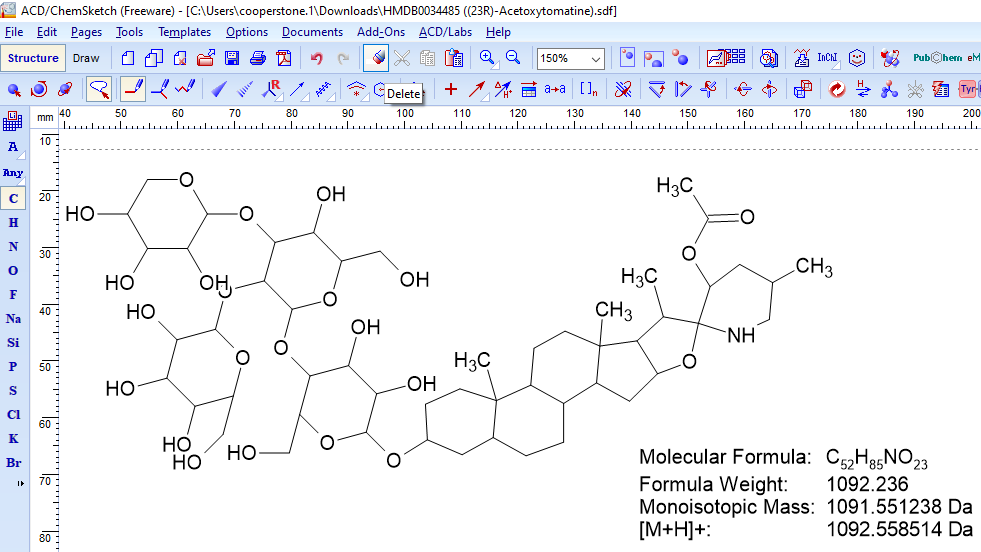 ACD/ChemSketch (Freeware) - [C:\Users\cooperstone.1\Downloads\HMDB0034485 ((23R)-Acetoxytomatine).sdf]
File Edit Pages Tools Templates Options Documents Add-Ons ACD/Labs Help
Structure Draw 150% InChI PubChem eM
Delete
[ ]n
a→a
Tyr
mm 40 50 60 70 80 90 100 110 120 130 140 150 160 170 180 190 200
10
20
30
40
50
60
70
80
A
Any
C
H
N
O
F
Na
Si
P
S
Cl
K
Br
O
HO
O
OH
HO
OH
O
O
OH
HO
O
O
HO
HO
HO
OH
O
OH
HO
O
O
H₃C
CH₃
H₃C
H₃C
O
O
CH₃
NH
O
Molecular Formula: C₅₂H₈₅NO₂₃
Formula Weight: 1092.236
Monoisotopic Mass: 1091.551238 Da
[M+H]+: 1092.558514 Da